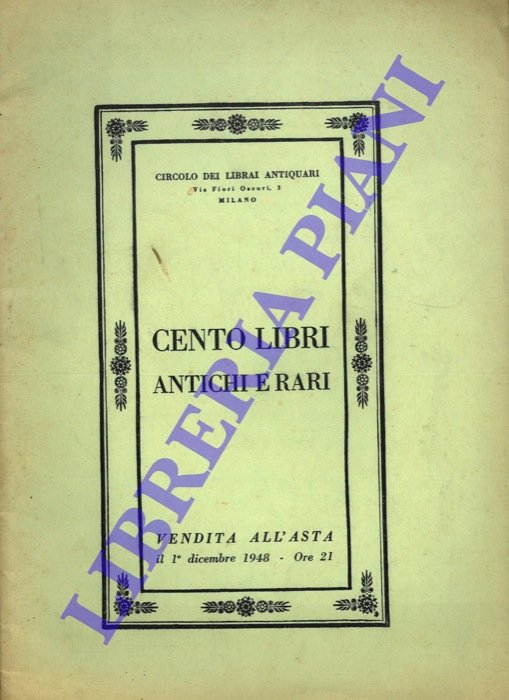 CIRCOLO DEI LIBRAI ANTIQUARI
Via Fiori Oscuri, 3
MILANO
CENTO LIBRI
ANTICHI E RARI
VENDITA ALL'ASTA
il 1° dicembre 1948 - Ore 21
LIBRERIA PIANI